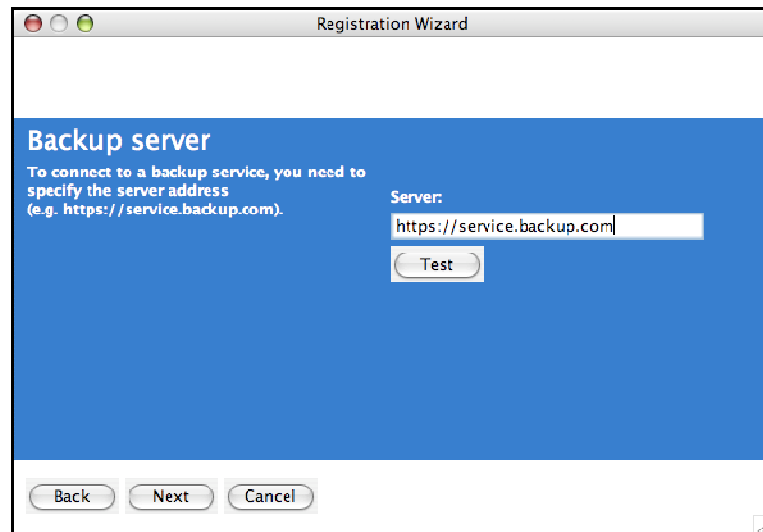 Registration Wizard
Backup server
To connect to a backup service, you need to
specify the server address
(e.g. https://service.backup.com).
Server:
https://service.backup.com
Test
Back
Next
Cancel